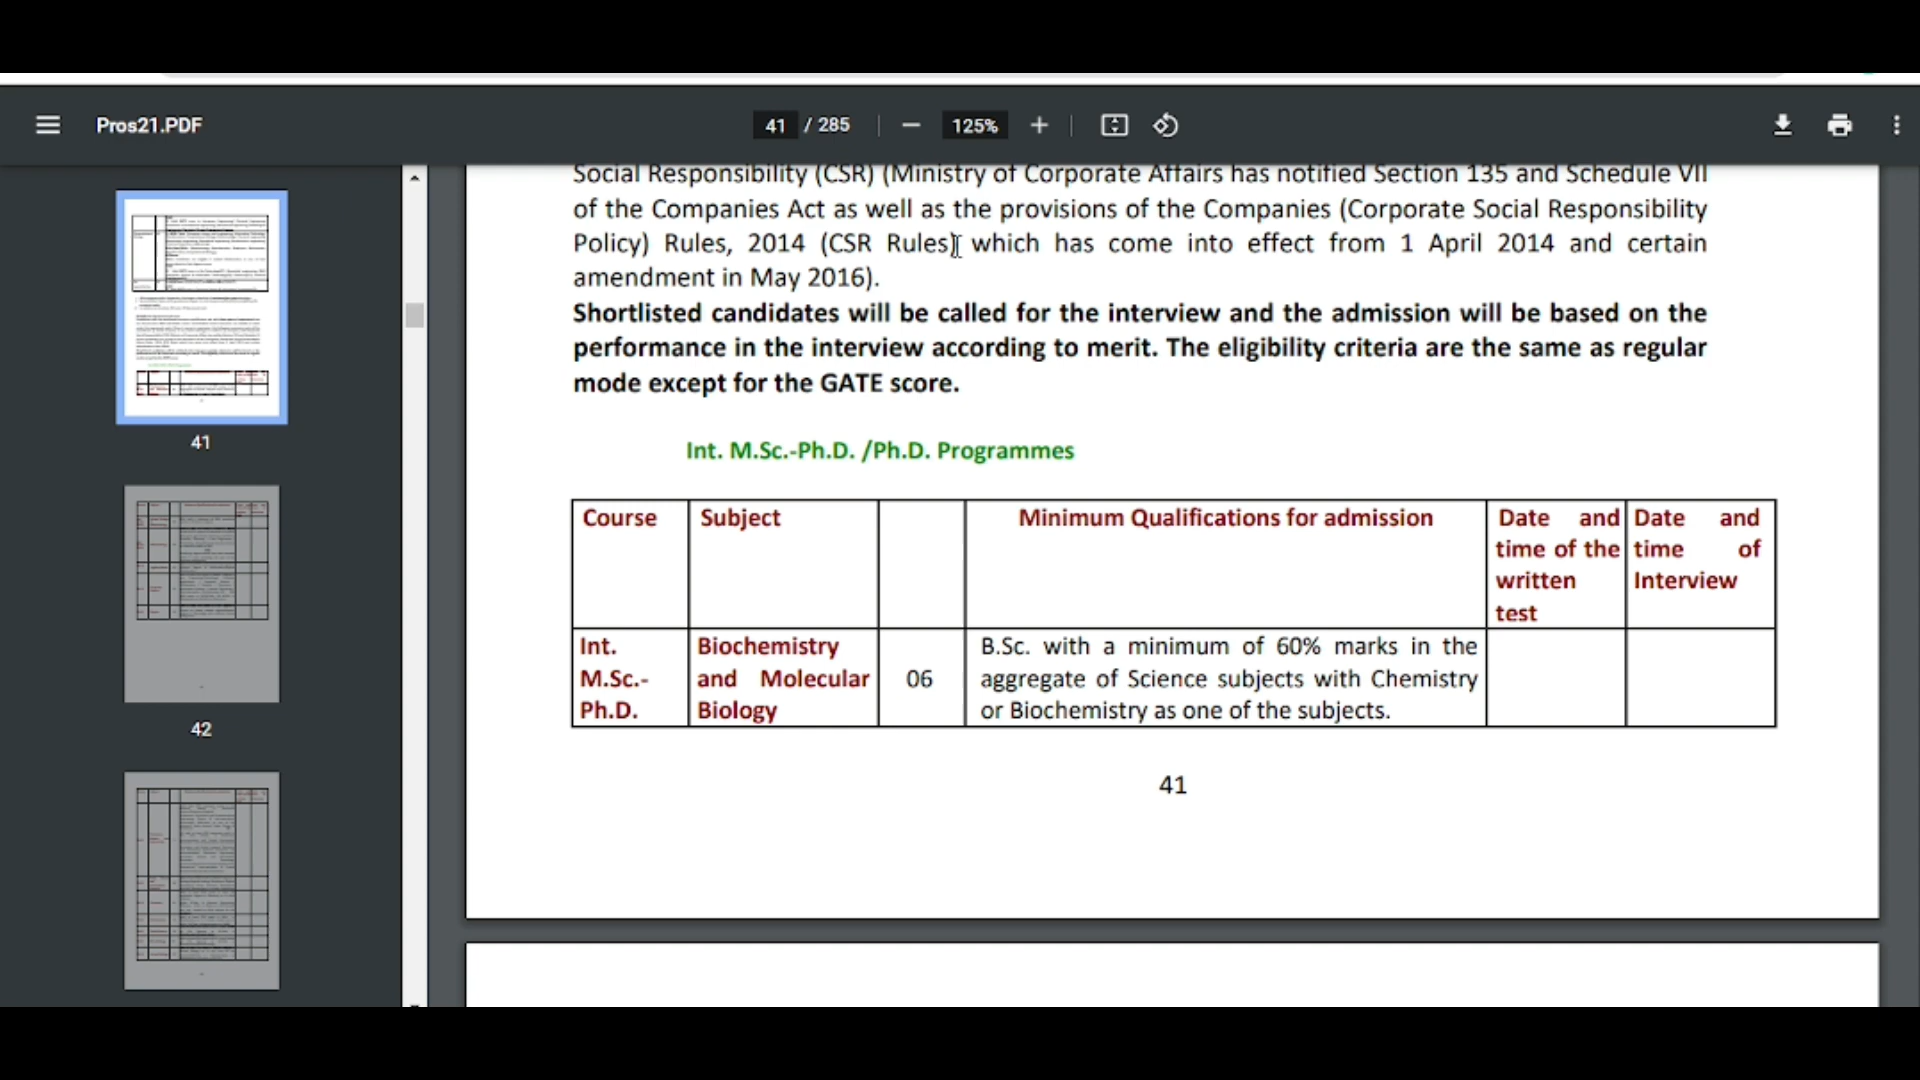 Pros21.PDF
41 / 285
125%
Social Responsibility (CSR) (Ministry of Corporate Affairs has notified Section 135 and Schedule VII
of the Companies Act as well as the provisions of the Companies (Corporate Social Responsibility
Policy) Rules, 2014 (CSR Rules) which has come into effect from 1 April 2014 and certain
amendment in May 2016).
Shortlisted candidates will be called for the interview and the admission will be based on the
performance in the interview according to merit. The eligibility criteria are the same as regular
mode except for the GATE score.
Int. M.Sc.-Ph.D. /Ph.D. Programmes
Course
Subject
Minimum Qualifications for admission
Date and
time of the
written
test
Date and
time of
Interview
Int.
M.Sc.-
Ph.D.
Biochemistry
and Molecular
Biology
06
B.Sc. with a minimum of 60% marks in the
aggregate of Science subjects with Chemistry
or Biochemistry as one of the subjects.
41
41
42